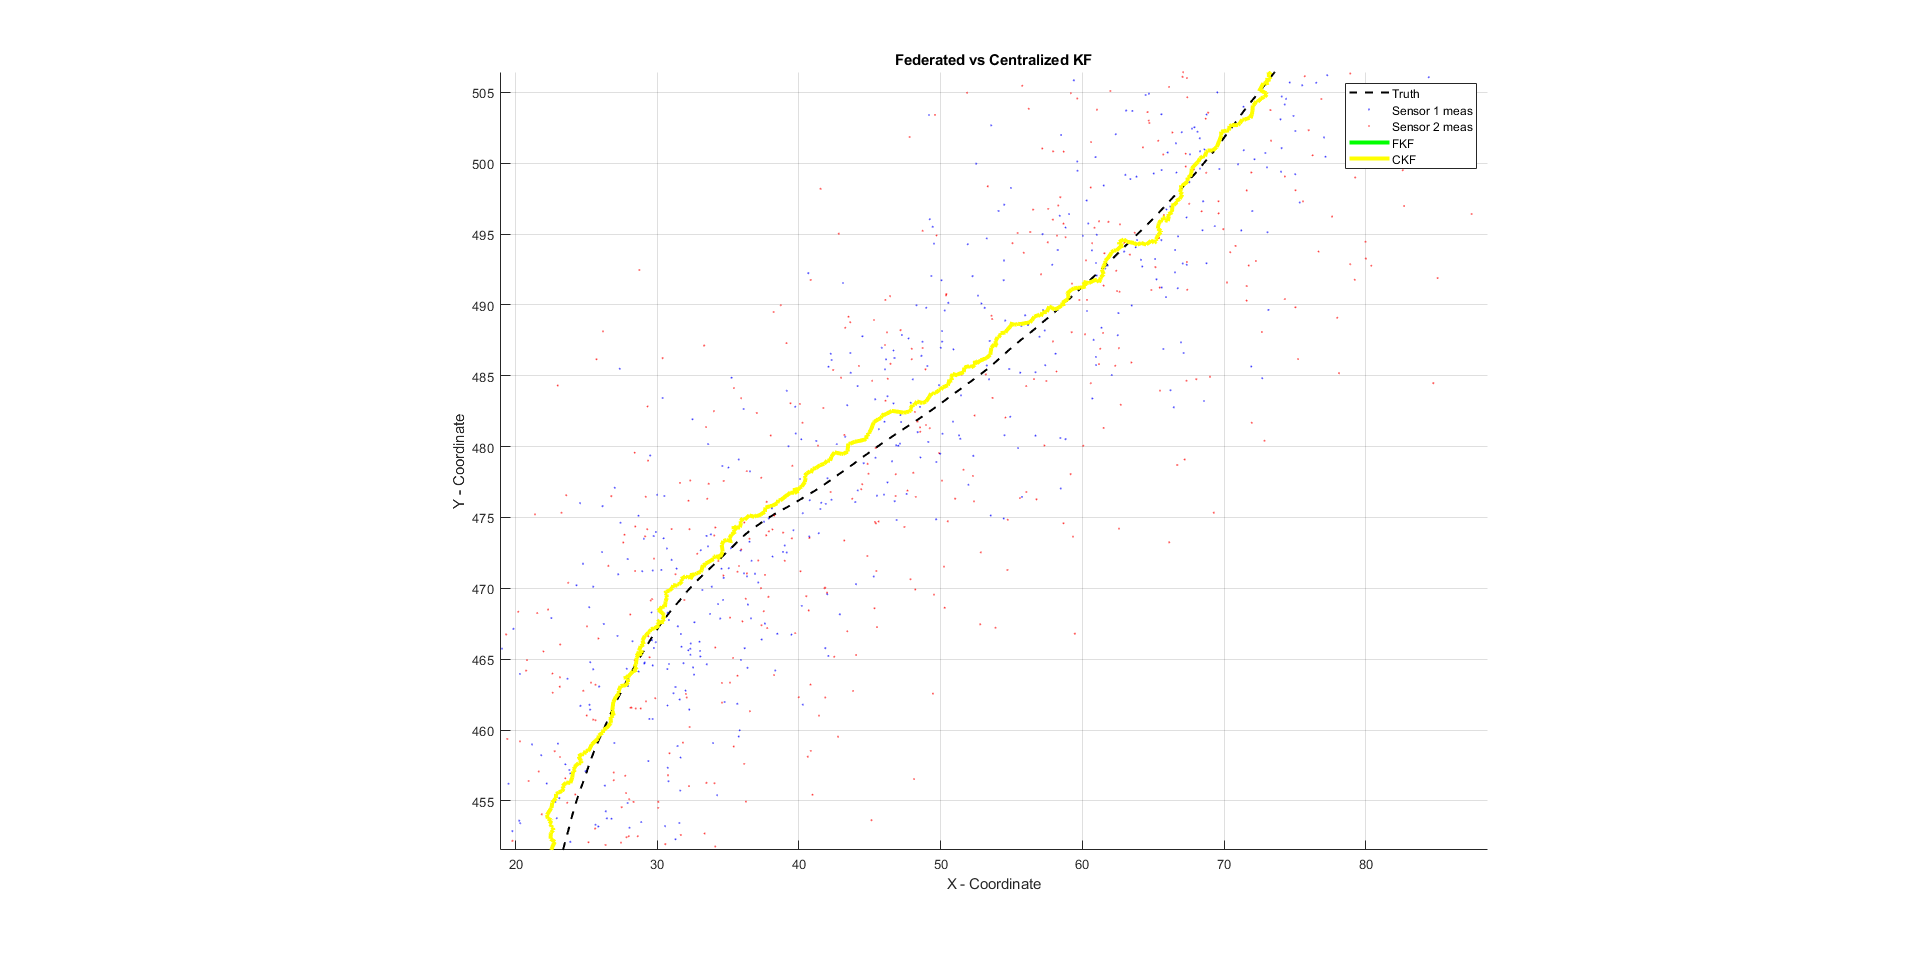 Federated vs Centralized KF
Truth
Sensor 1 meas
Sensor 2 meas
FKF
CKF
Y - Coordinate
505
500
495
490
485
480
475
470
465
460
455
20 30 40 50 60 70 80
X - Coordinate